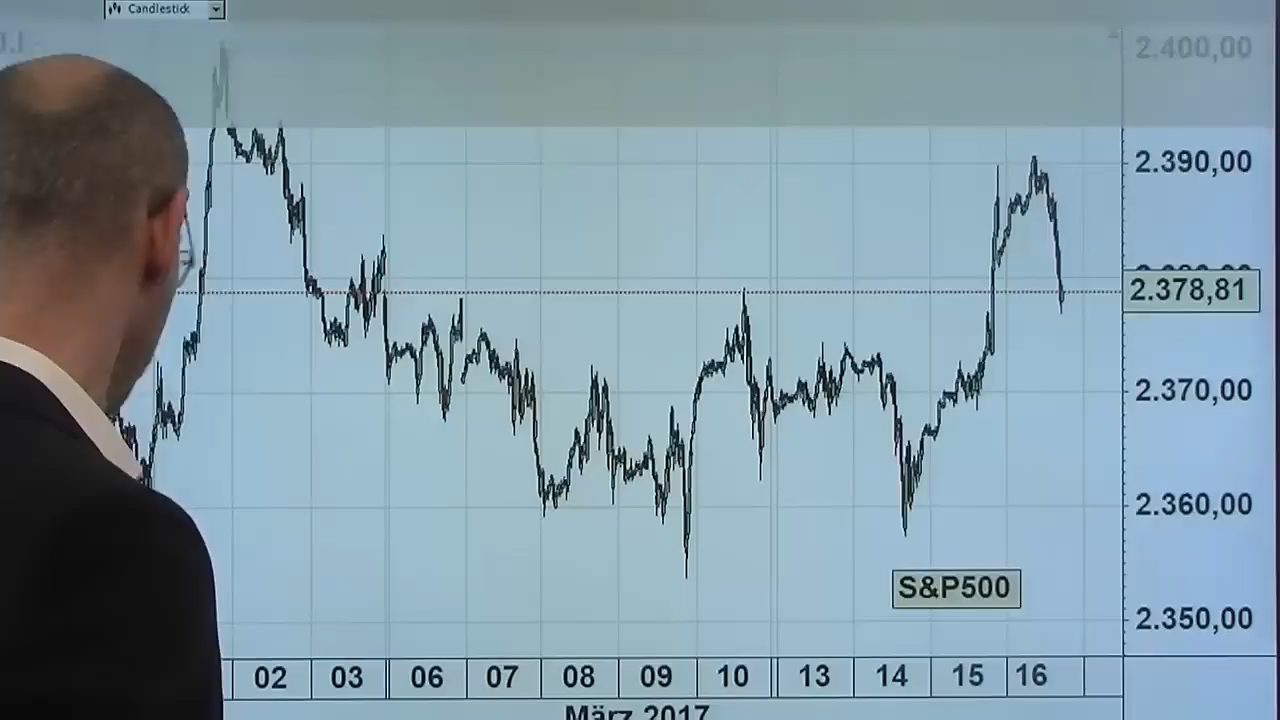 Candlestick
2.400,00
2.390,00
2.378,81
2.370,00
2.360,00
S&P500
2.350,00
02 03 06 07 08 09 10 13 14 15 16
März 2017